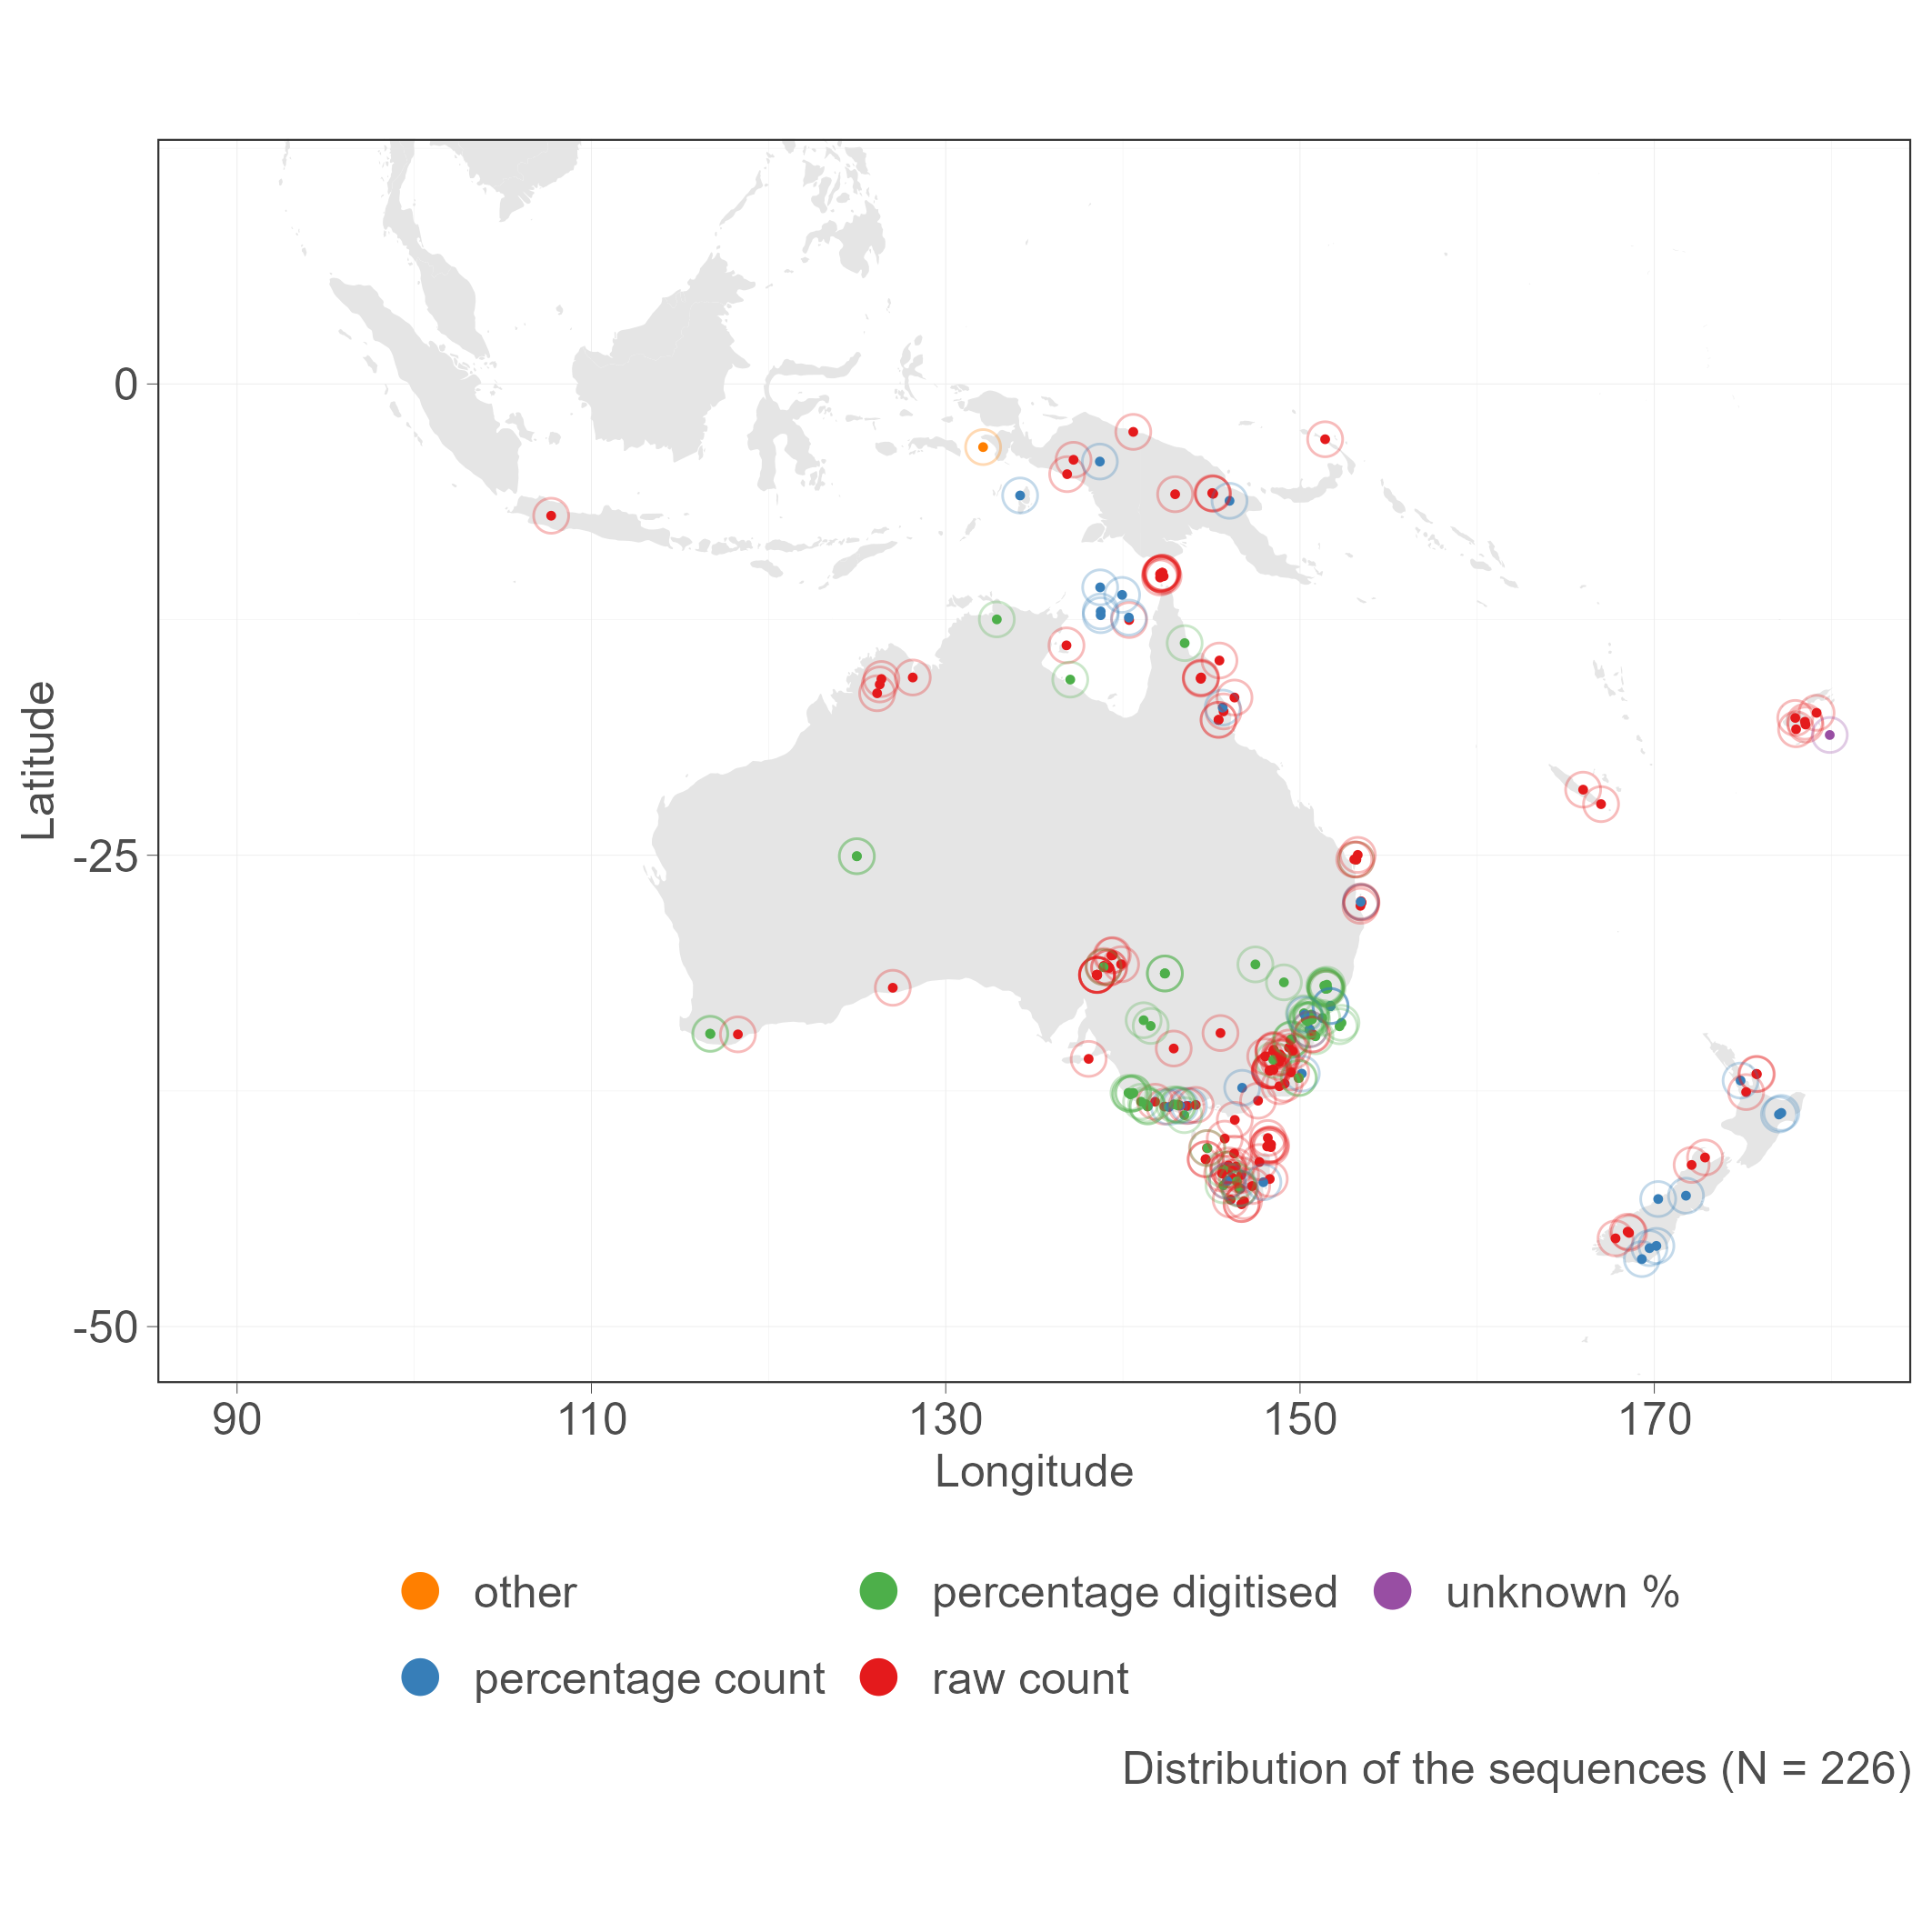 0
-25
-50
Latitude
90 110 130 150 170
Longitude
other percentage digitised unknown %
percentage count raw count
Distribution of the sequences (N = 226)